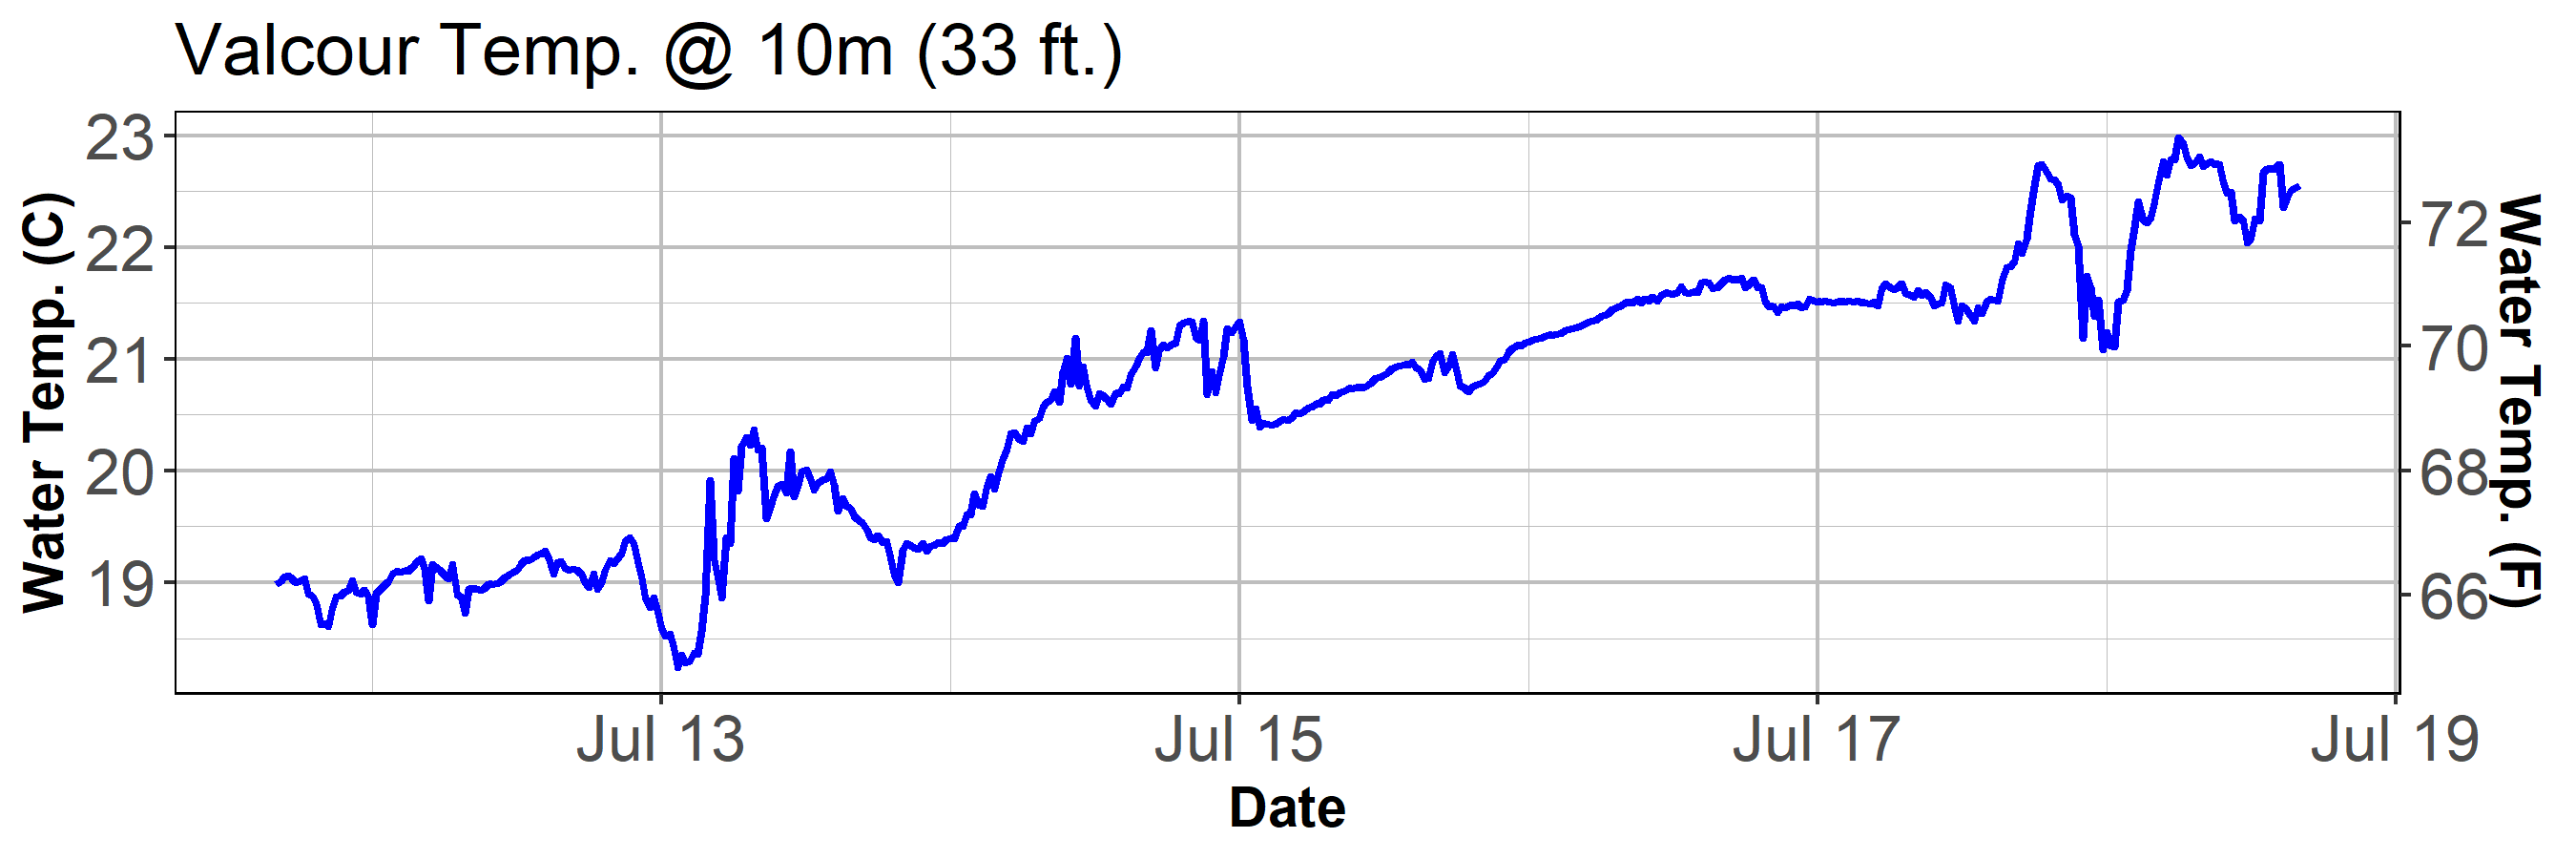 Valcour Temp. @ 10m (33 ft.)
Water Temp. (C)
23
22
21
20
19
72
70
68
66
Water Temp. (F)
Jul 13
Jul 15
Jul 17
Jul 19
Date